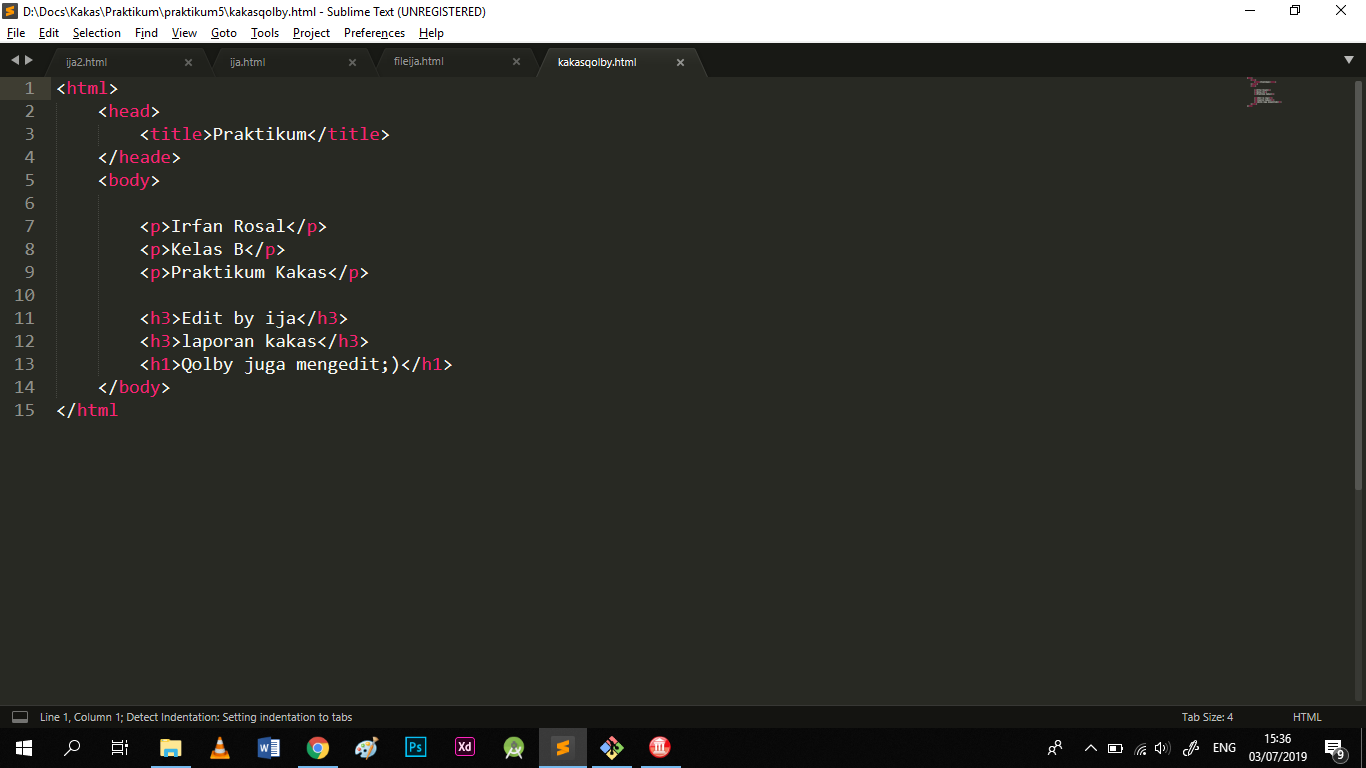 D:\Docs\Kakas\Praktikum\praktikum5\kakasqolby.html - Sublime Text (UNREGISTERED)
File Edit Selection Find View Goto Tools Project Preferences Help
ija2.html ija.html fileija.html kakasqolby.html
1 <html>
2 <head>
3 <title>Praktikum</title>
4 </heade>
5 <body>
6
7 <p>Irfan Rosal</p>
8 <p>Kelas B</p>
9 <p>Praktikum Kakas</p>
10
11 <h3>Edit by ija</h3>
12 <h3>laporan kakas</h3>
13 <h1>Qolby juga mengedit;)</h1>
14 </body>
15 </html
Line 1, Column 1; Detect Indentation: Setting indentation to tabs Tab Size: 4 HTML
Ps Xd ENG 15:36
03/07/2019 9